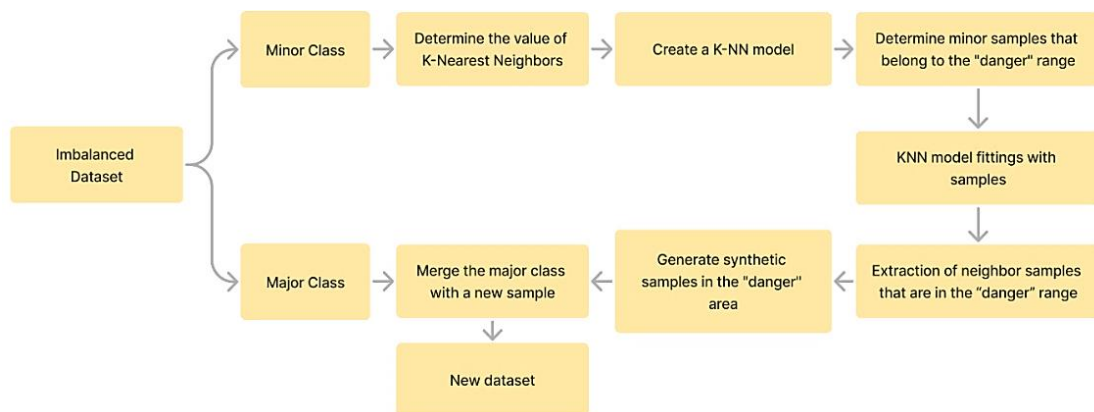 Minor Class
Determine the value of
K-Nearest Neighbors
Create a K-NN model
Determine minor samples that
belong to the "danger" range
Imbalanced
Dataset
KNN model fittings with
samples
Major Class
Merge the major class
with a new sample
Generate synthetic
samples in the "danger"
area
Extraction of neighbor samples
that are in the “danger” range
New dataset